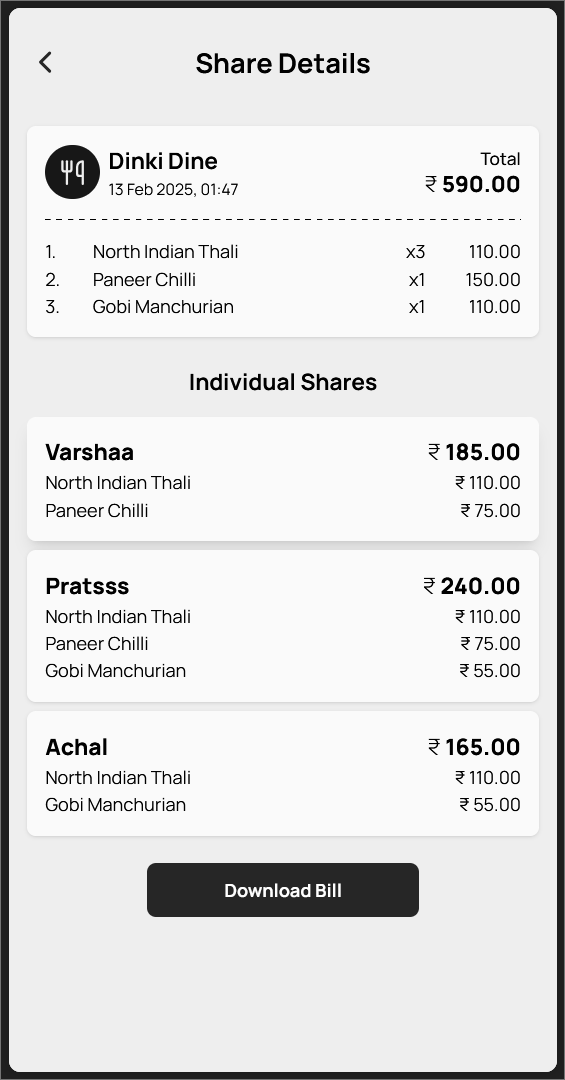 Share Details
Dinki Dine
13 Feb 2025, 01:47
Total
₹ 590.00
1. North Indian Thali x3 110.00
2. Paneer Chilli x1 150.00
3. Gobi Manchurian x1 110.00
Individual Shares
Varshaa ₹ 185.00
North Indian Thali ₹ 110.00
Paneer Chilli ₹ 75.00
Pratsss ₹ 240.00
North Indian Thali ₹ 110.00
Paneer Chilli ₹ 75.00
Gobi Manchurian ₹ 55.00
Achal ₹ 165.00
North Indian Thali ₹ 110.00
Gobi Manchurian ₹ 55.00
Download Bill